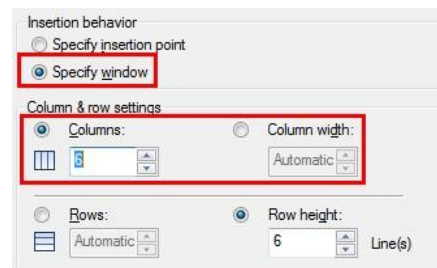 Insertion behavior
Specify insertion point
Specify window
Column & row settings
Columns: Column width:
6 Automatic
Rows: Row height:
Automatic 6 Line(s)